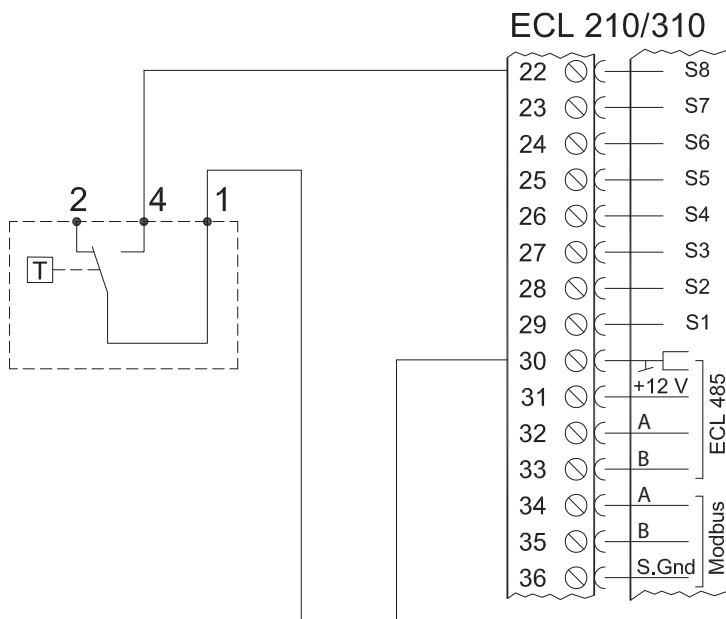 ECL 210/310
22 S8
23 S7
24 S6
25 S5
26 S4
27 S3
28 S2
29 S1
30
31 +12 V
32 A
33 B
ECL 485
34 A
35 B
36 S.Gnd
Modbus
2 4 1
T